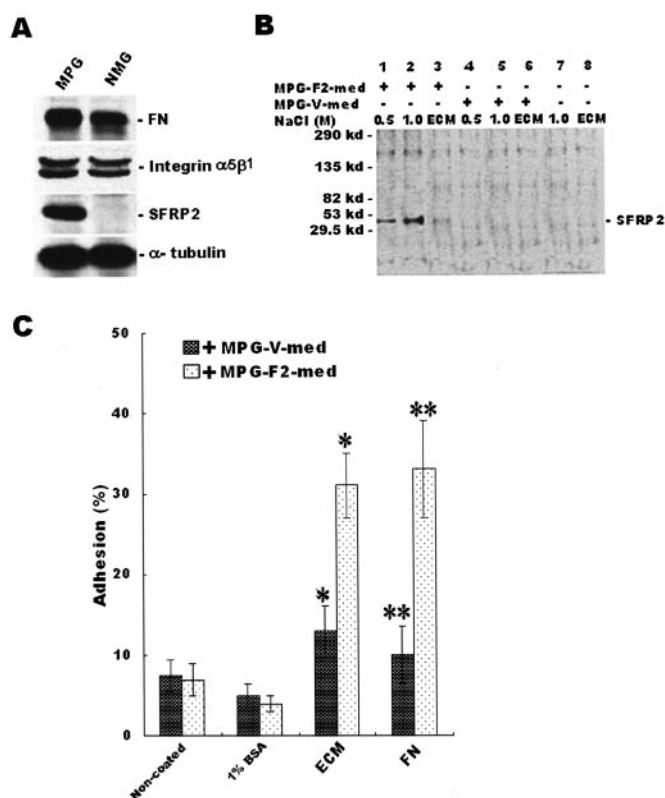 A
MPG NMG
- FN
- Integrin α5β1
- SFRP2
- α- tubulin
B
1 2 3 4 5 6 7 8
MPG-F2-med + + + - - - - -
MPG-V-med - - - + + + - -
NaCl (M) 0.5 1.0 ECM 0.5 1.0 ECM 1.0 ECM
290 kd -
135 kd -
82 kd -
53 kd -
29.5 kd -
- SFRP2
C
+ MPG-V-med
+ MPG-F2-med
Adhesion (%)
50
40
30
20
10
0
* * ** **
Non-coated 1% BSA ECM FN